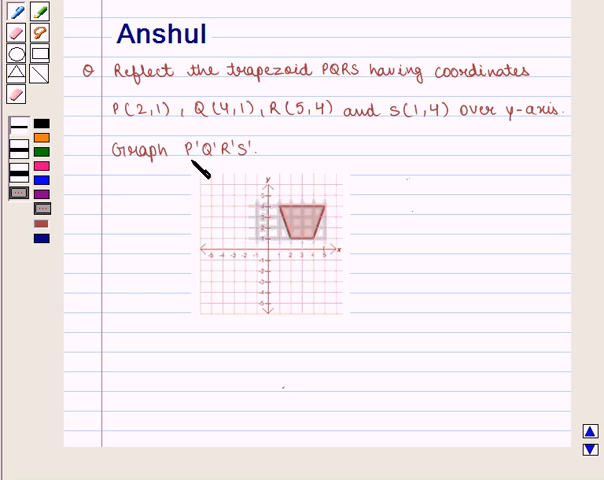 Anshul
Q Reflect the trapezoid PQRS having coordinates
P(2,1), Q(4,1), R(5,4) and S(1,4) over y-axis.
Graph P'Q'R'S'.
y
x